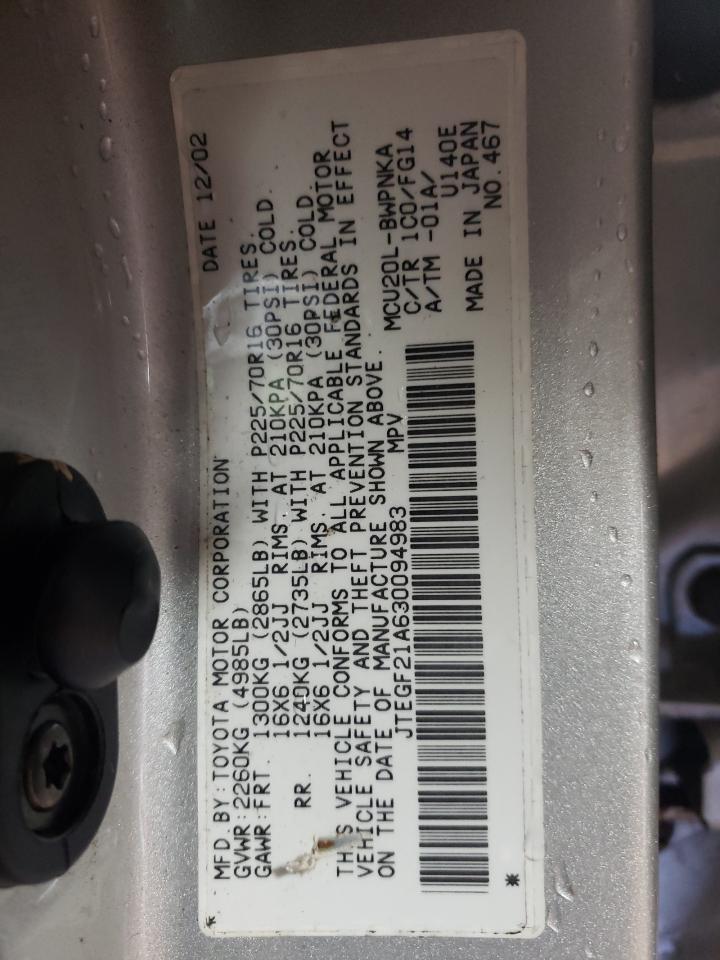 MFD.BY:TOYOTA MOTOR CORPORATION DATE 12/02
GVWR:2260KG (4985LB)
GAWR:FRT. 1300KG (2865LB) WITH P225/70R16 TIRES.
16X6 1/2JJ RIMS. AT 210KPA (30PSI) COLD.
RR. 1240KG (2735LB) WITH P225/70R16 TIRES.
16X6 1/2JJ RIMS. AT 210KPA (30PSI) COLD.
THIS VEHICLE CONFORMS TO ALL APPLICABLE FEDERAL MOTOR
VEHICLE SAFETY AND THEFT PREVENTION STANDARDS IN EFFECT
ON THE DATE OF MANUFACTURE SHOWN ABOVE.
JTEGF21A630094983 MPV
MCU20L-BWPNKA
C/TR 1C0/FG14
A/TM -01A/
U140E
MADE IN JAPAN
NO.467